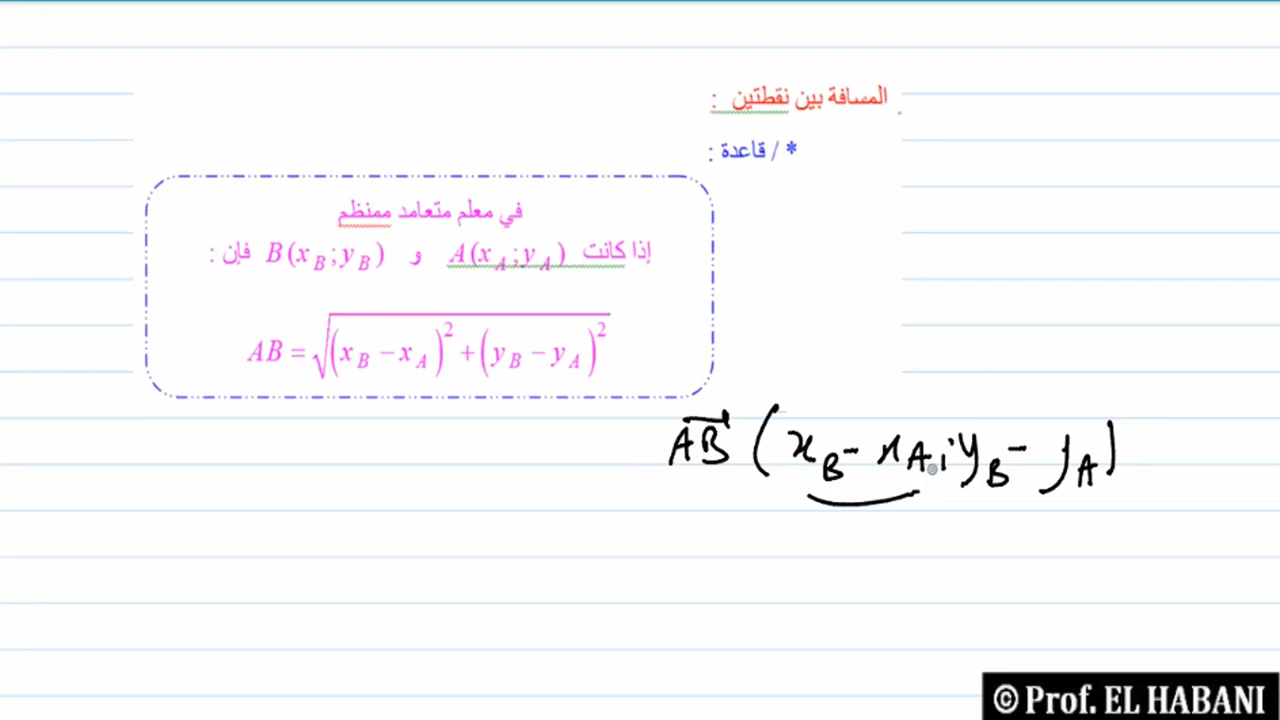 المسافة بين نقطتين :
* / قاعدة :
في معلم متعامد ممنظم
إذا كانت A(x_A;y_A) و B(x_B;y_B) فإن :
AB = √((x_B − x_A)² + (y_B − y_A)²)
AB⃗ (x_B − x_A ; y_B − y_A)
© Prof. EL HABANI